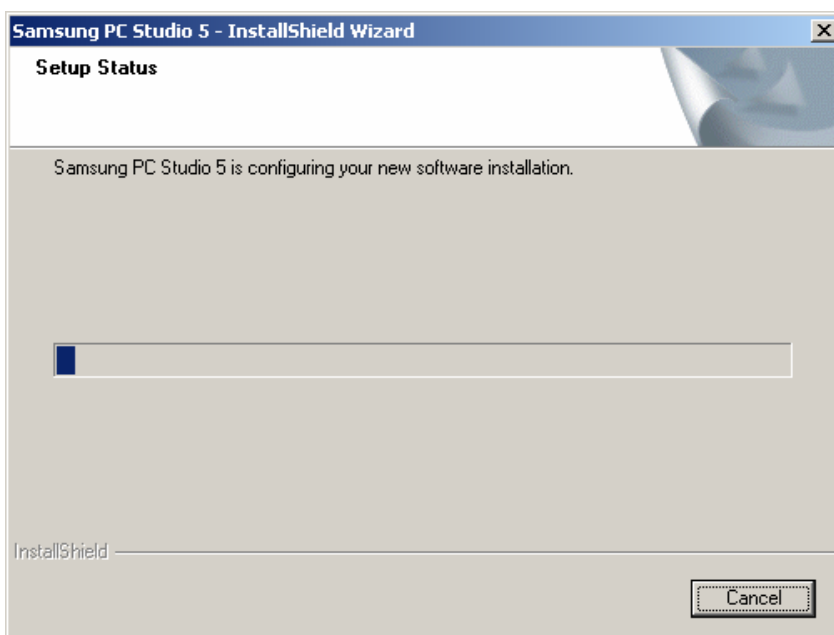 Samsung PC Studio 5 - InstallShield Wizard
Setup Status
Samsung PC Studio 5 is configuring your new software installation.
InstallShield
Cancel